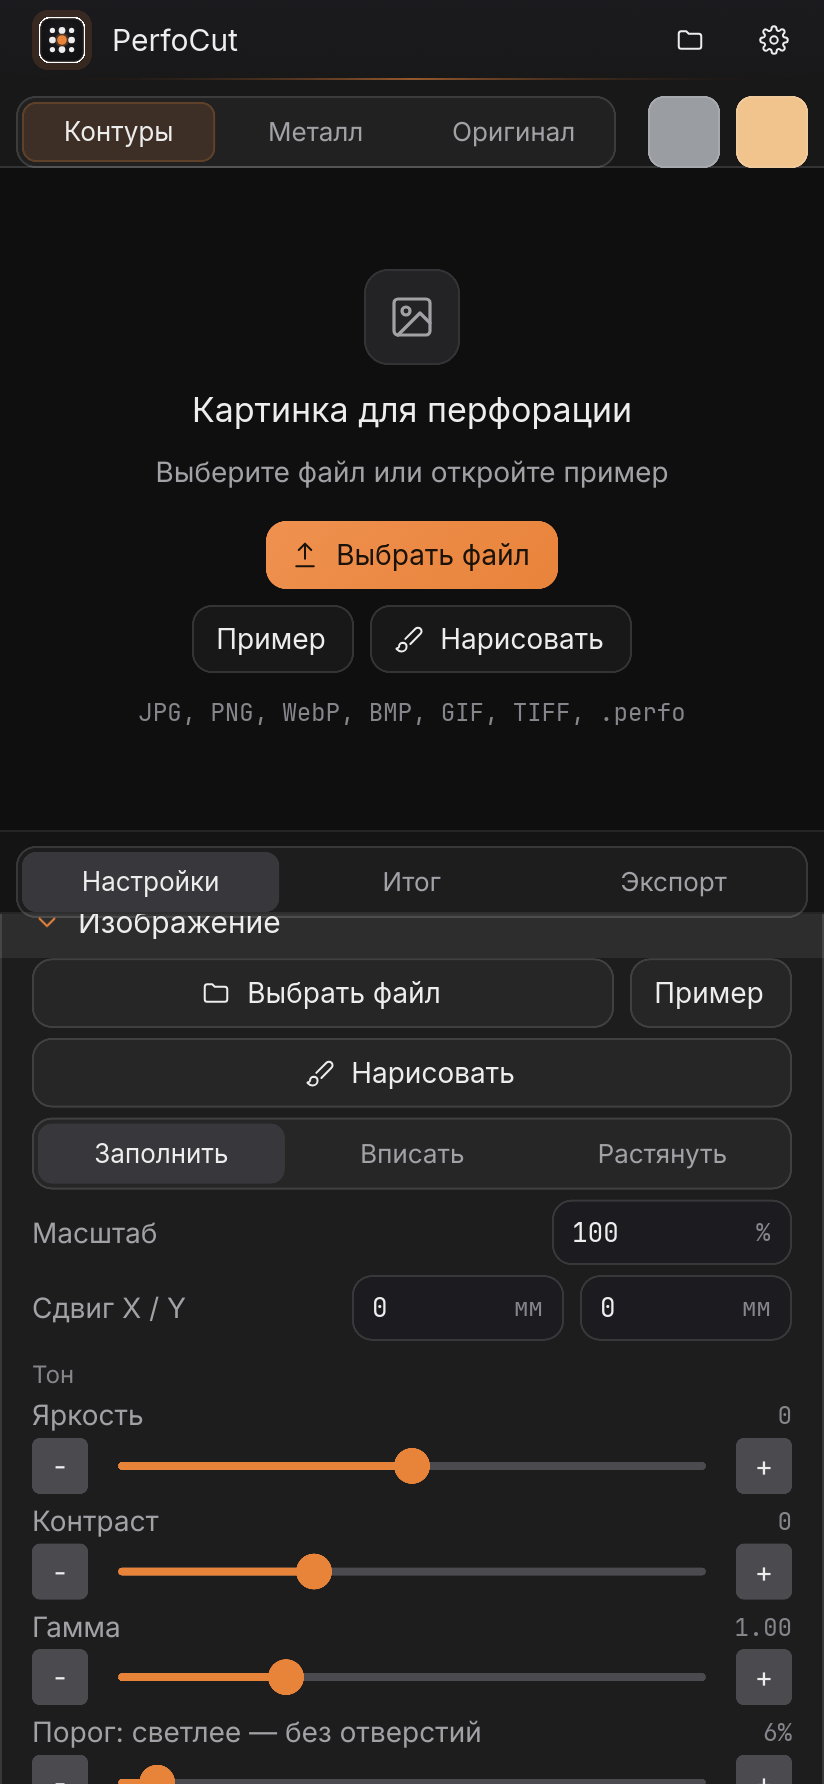 PerfoCut
Контуры Металл Оригинал
Картинка для перфорации
Выберите файл или откройте пример
Выбрать файл
Пример Нарисовать
JPG, PNG, WebP, BMP, GIF, TIFF, .perfo
Настройки Итог Экспорт
Изображение
Выбрать файл Пример
Нарисовать
Заполнить Вписать Растянуть
Масштаб 100 %
Сдвиг X / Y 0 мм 0 мм
Тон
Яркость 0
- +
Контраст 0
- +
Гамма 1.00
- +
Порог: светлее — без отверстий 6%
- +